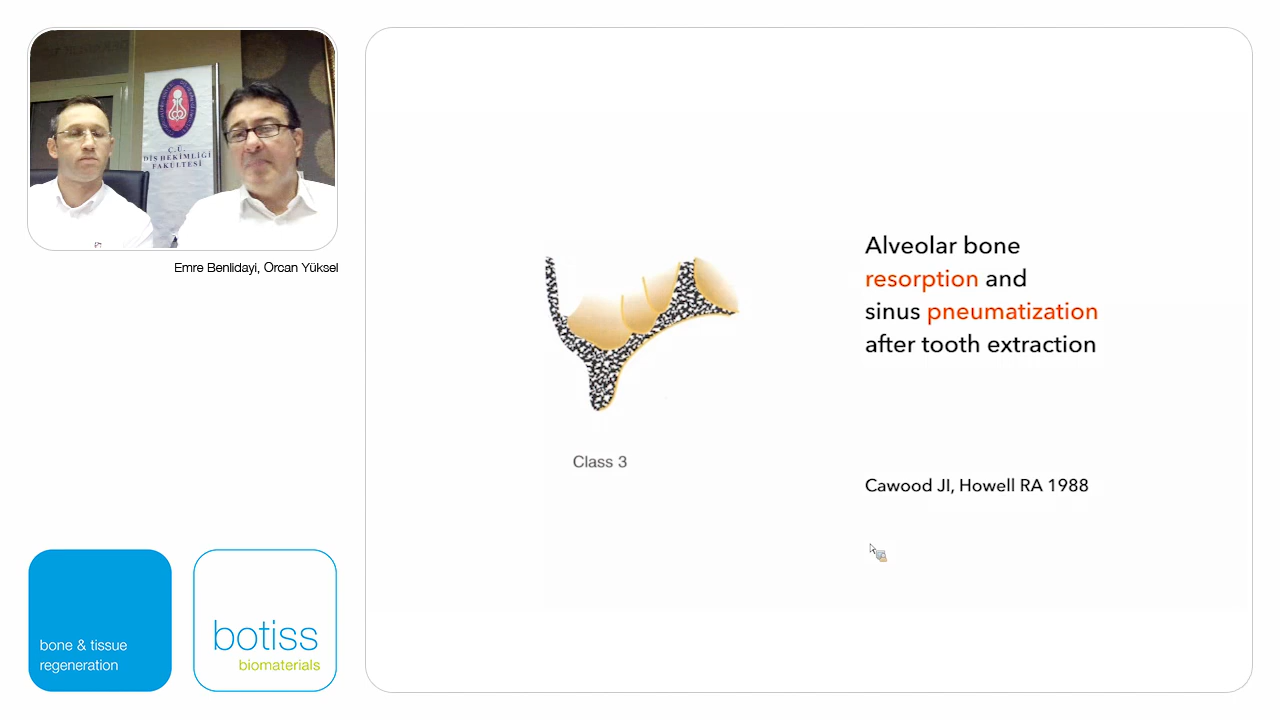 Ç.Ü.
DİŞ HEKİMLİĞİ
FAKÜLTESİ
Emre Benlidayi, Orcan Yüksel
Alveolar bone
resorption and
sinus pneumatization
after tooth extraction
Class 3
Cawood JI, Howell RA 1988
bone & tissue
regeneration
botiss
biomaterials